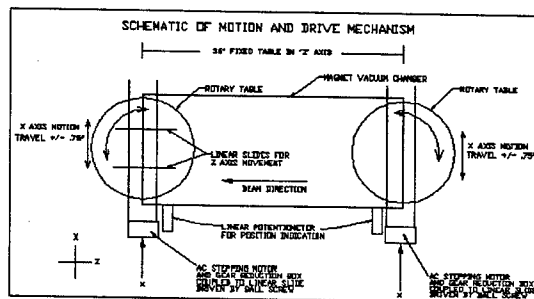 SCHEMATIC OF MOTION AND DRIVE MECHANISM
36" FIXED TABLE IN "Z" AXIS
ROTARY TABLE
MAGNET VACUUM CHAMBER
ROTARY TABLE
X AXIS MOTION
TRAVEL +/- .75"
X AXIS MOTION
TRAVEL +/- .75"
LINEAR SLIDES FOR
X AXIS MOVEMENT
BEAM DIRECTION
LINEAR POTENTIOMETER
FOR POSITION INDICATION
X
Z
X
AC STEPPING MOTOR
AND GEAR REDUCTION BOX
COUPLED TO LINEAR SLIDE
DRIVEN BY BALL SCREW
X
AC STEPPING MOTOR
AND GEAR REDUCTION BOX
COUPLED TO LINEAR SLIDE
DRIVEN BY BALL SCREW